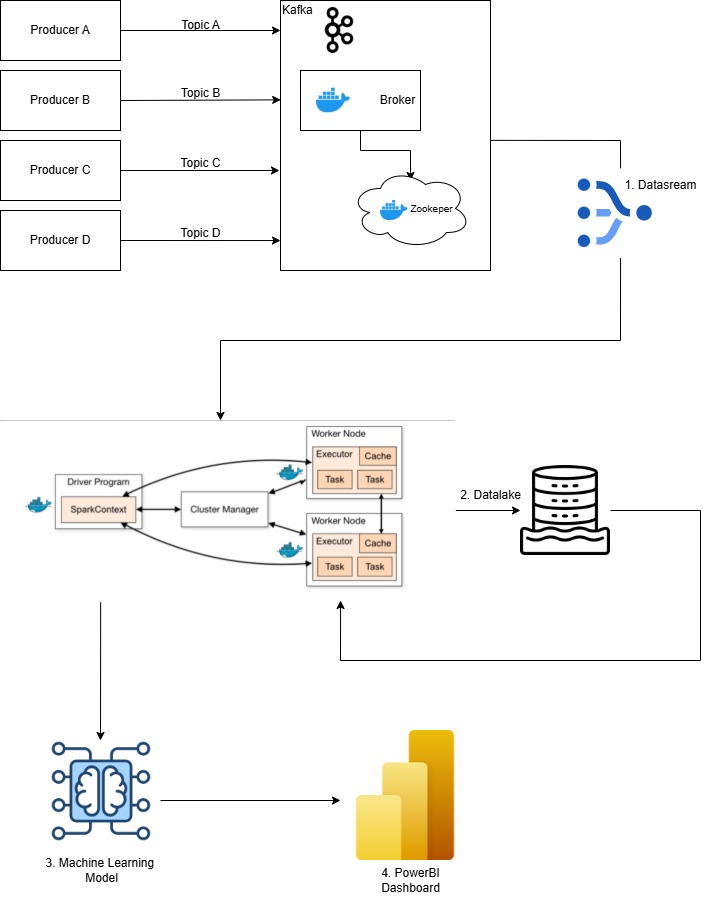 Producer A
Topic A
Kafka
Producer B
Topic B
Broker
Producer C
Topic C
1. Datasream
Zookeper
Producer D
Topic D
Worker Node
Executor
Cache
Task
Task
Driver Program
SparkContext
Cluster Manager
2. Datalake
Worker Node
Executor
Cache
Task
Task
3. Machine Learning
Model
4. PowerBI
Dashboard